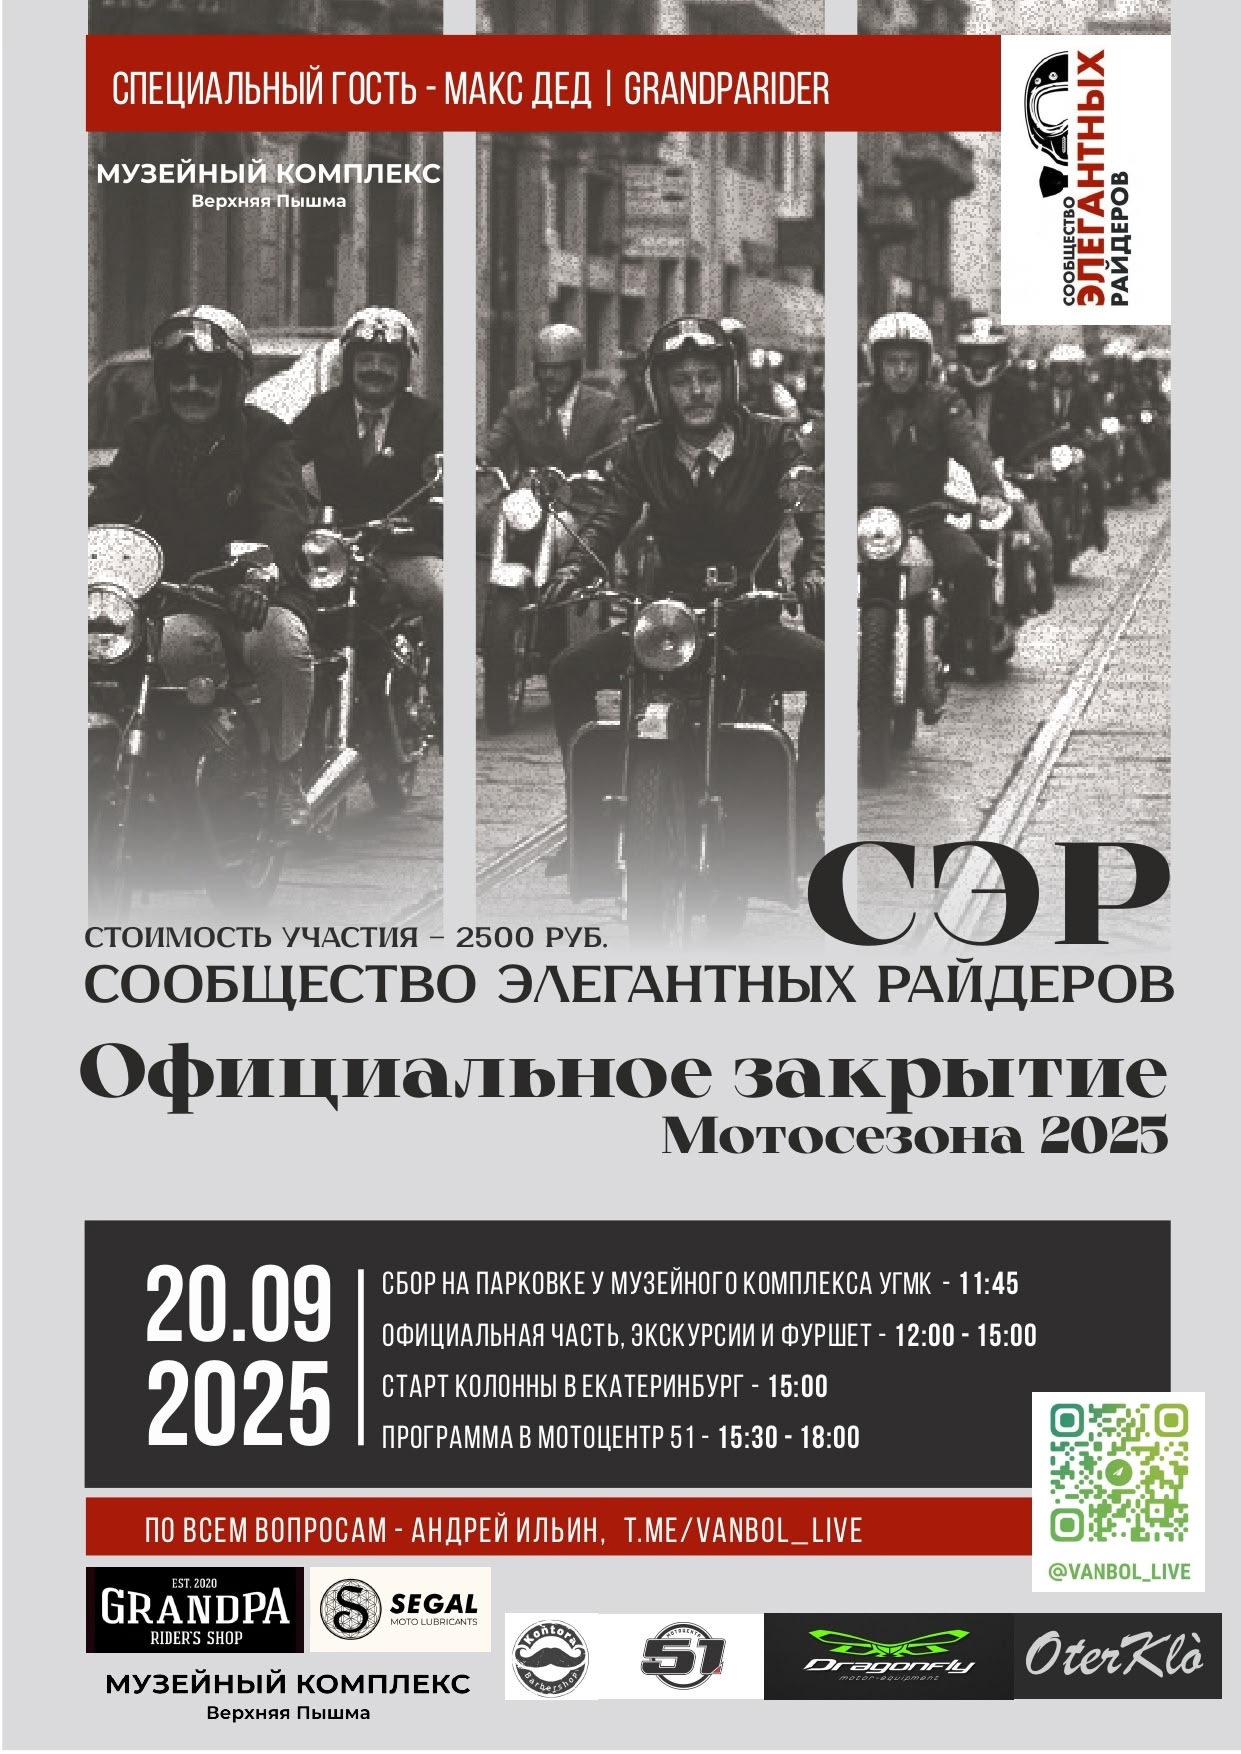 СПЕЦИАЛЬНЫЙ ГОСТЬ - МАКС ДЕД | GRANDPARIDER
СООБЩЕСТВО
ЭЛЕГАНТНЫХ
РАЙДЕРОВ
МУЗЕЙНЫЙ КОМПЛЕКС
Верхняя Пышма
СЭР
СТОИМОСТЬ УЧАСТИЯ – 2500 РУБ.
СООБЩЕСТВО ЭЛЕГАНТНЫХ РАЙДЕРОВ
Официальное закрытие
Мотосезона 2025
20.09
2025
СБОР НА ПАРКОВКЕ У МУЗЕЙНОГО КОМПЛЕКСА УГМК - 11:45
ОФИЦИАЛЬНАЯ ЧАСТЬ, ЭКСКУРСИИ И ФУРШЕТ - 12:00 - 15:00
СТАРТ КОЛОННЫ В ЕКАТЕРИНБУРГ - 15:00
ПРОГРАММА В МОТОЦЕНТР 51 - 15:30 - 18:00
ПО ВСЕМ ВОПРОСАМ - АНДРЕЙ ИЛЬИН, T.ME/VANBOL_LIVE
@VANBOL_LIVE
EST. 2020
GRANDPA
RIDER'S SHOP
S
SEGAL
MOTO LUBRICANTS
Kontora
Barbershop
МОТОЦЕНТР
51
Dragonfly
motor-equipment
OterKlò
МУЗЕЙНЫЙ КОМПЛЕКС
Верхняя Пышма